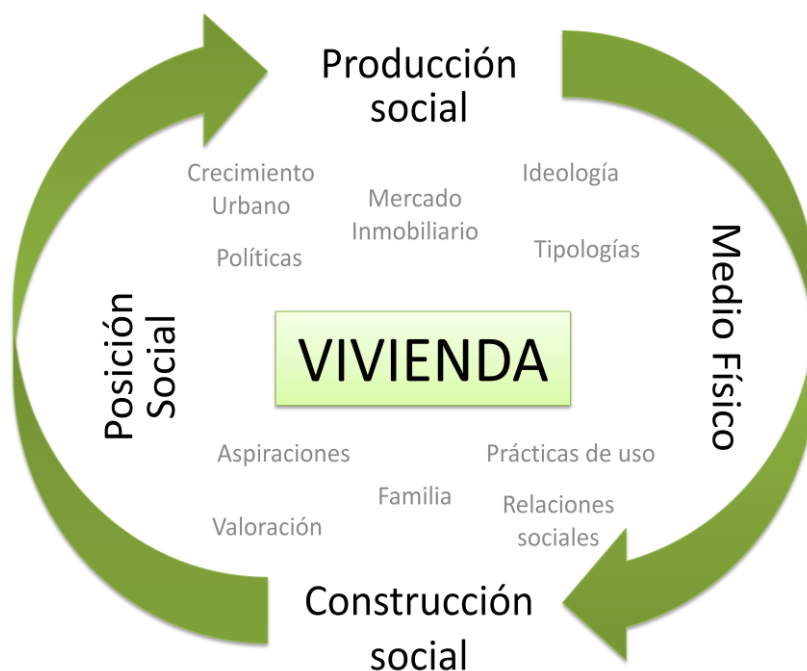 Producción
social
Crecimiento
Urbano
Mercado
Inmobiliario
Ideología
Políticas
Tipologías
Posición
Social
VIVIENDA
Medio Físico
Aspiraciones
Prácticas de uso
Familia
Valoración
Relaciones
sociales
Construcción
social